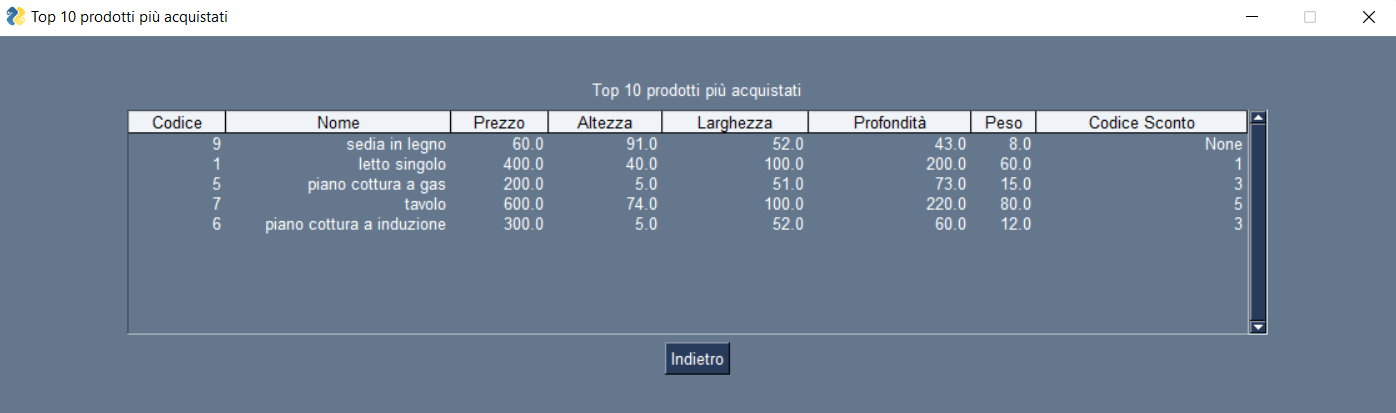 Top 10 prodotti più acquistati
Top 10 prodotti più acquistati
Codice Nome Prezzo Altezza Larghezza Profondità Peso Codice Sconto
9 sedia in legno 60.0 91.0 52.0 43.0 8.0 None
1 letto singolo 400.0 40.0 100.0 200.0 60.0 1
5 piano cottura a gas 200.0 5.0 51.0 73.0 15.0 3
7 tavolo 600.0 74.0 100.0 220.0 80.0 5
6 piano cottura a induzione 300.0 5.0 52.0 60.0 12.0 3
Indietro